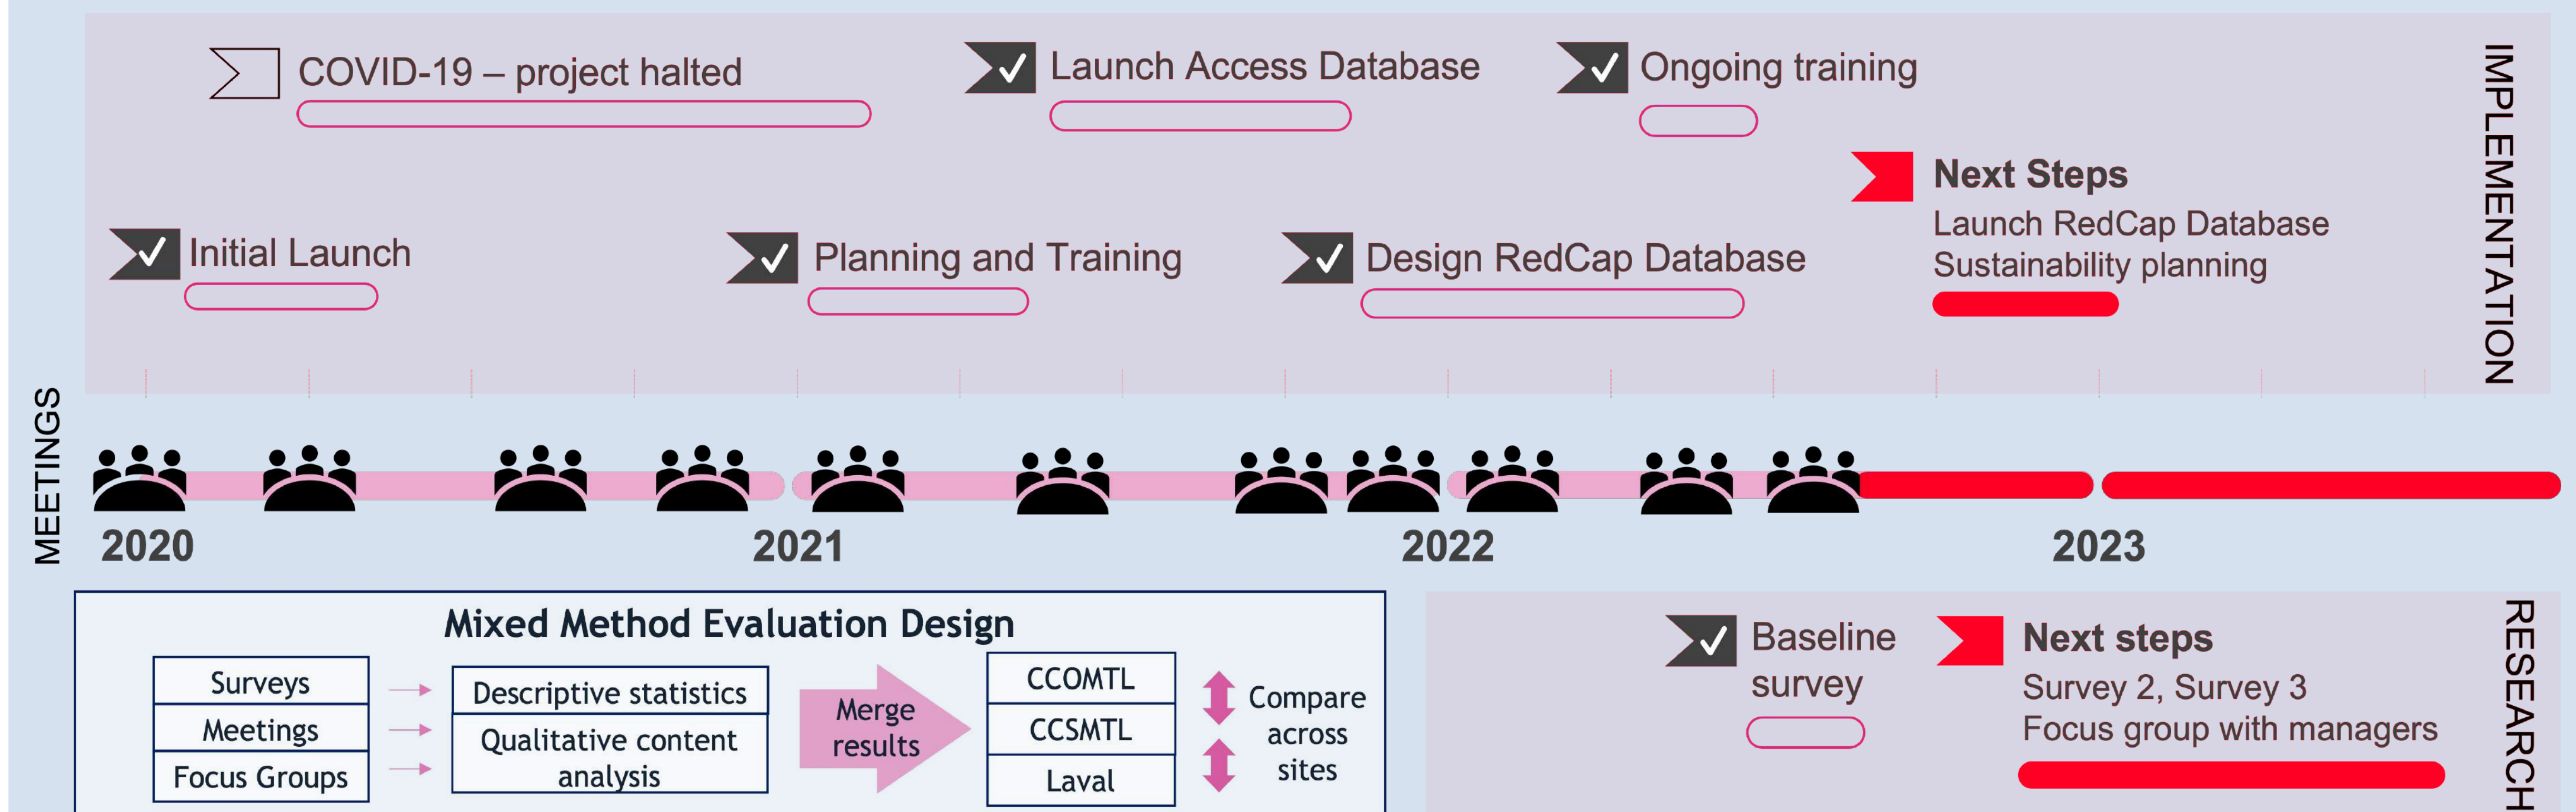 COVID-19 – project halted
Launch Access Database
Ongoing training
IMPLEMENTATION
Next Steps
Launch RedCap Database
Sustainability planning
Initial Launch
Planning and Training
Design RedCap Database
MEETINGS
2020
2021
2022
2023
Mixed Method Evaluation Design
Surveys
Meetings
Focus Groups
Descriptive statistics
Qualitative content
analysis
Merge
results
CCOMTL
CCSMTL
Laval
Compare
across
sites
Baseline
survey
Next steps
Survey 2, Survey 3
Focus group with managers
RESEARCH